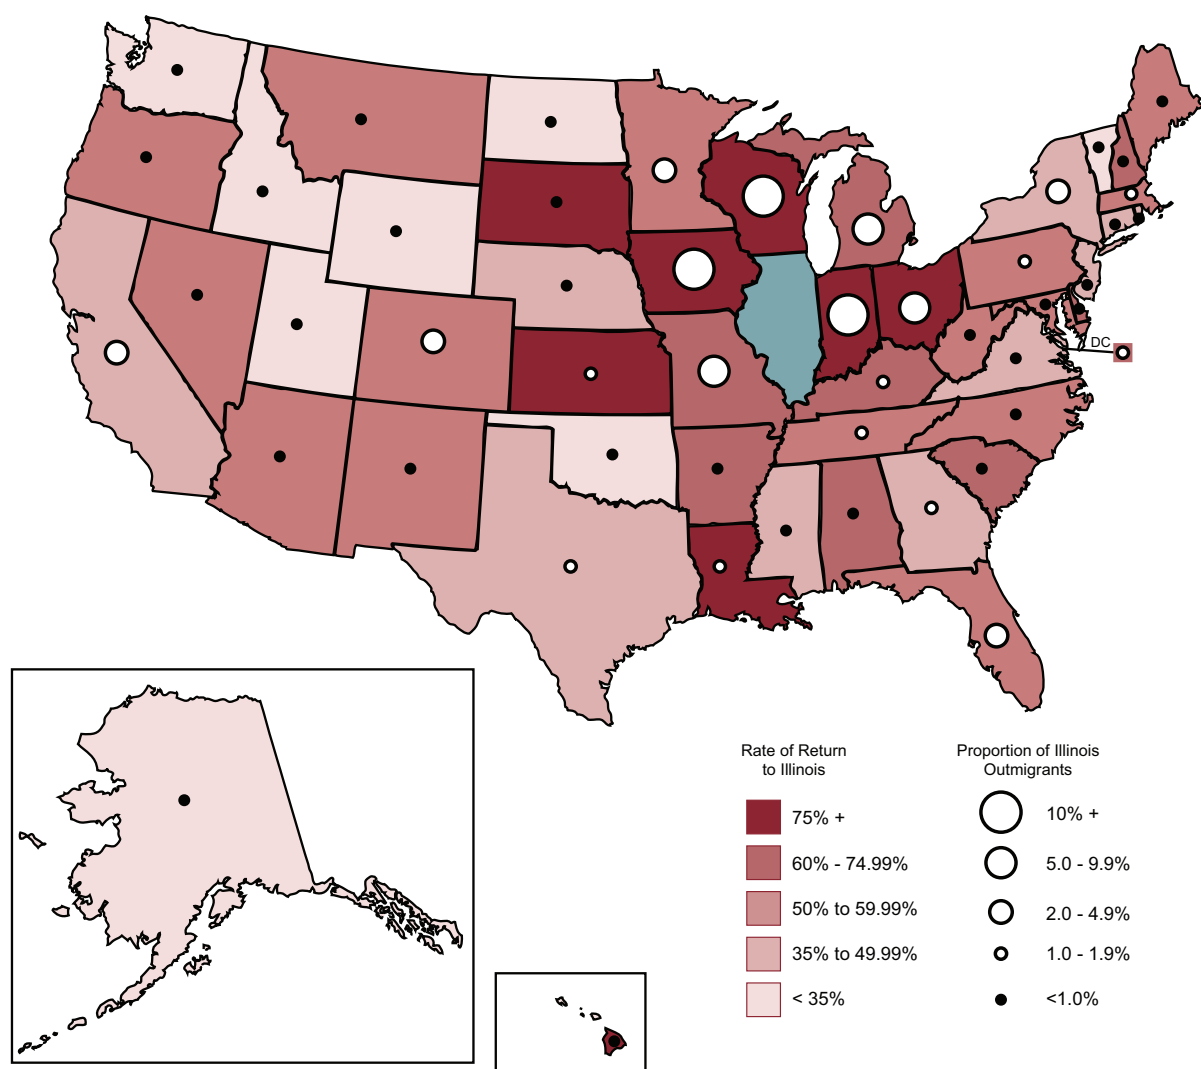 DC
Rate of Return
to Illinois
75% +
60% - 74.99%
50% to 59.99%
35% to 49.99%
< 35%
Proportion of Illinois
Outmigrants
10% +
5.0 - 9.9%
2.0 - 4.9%
1.0 - 1.9%
<1.0%